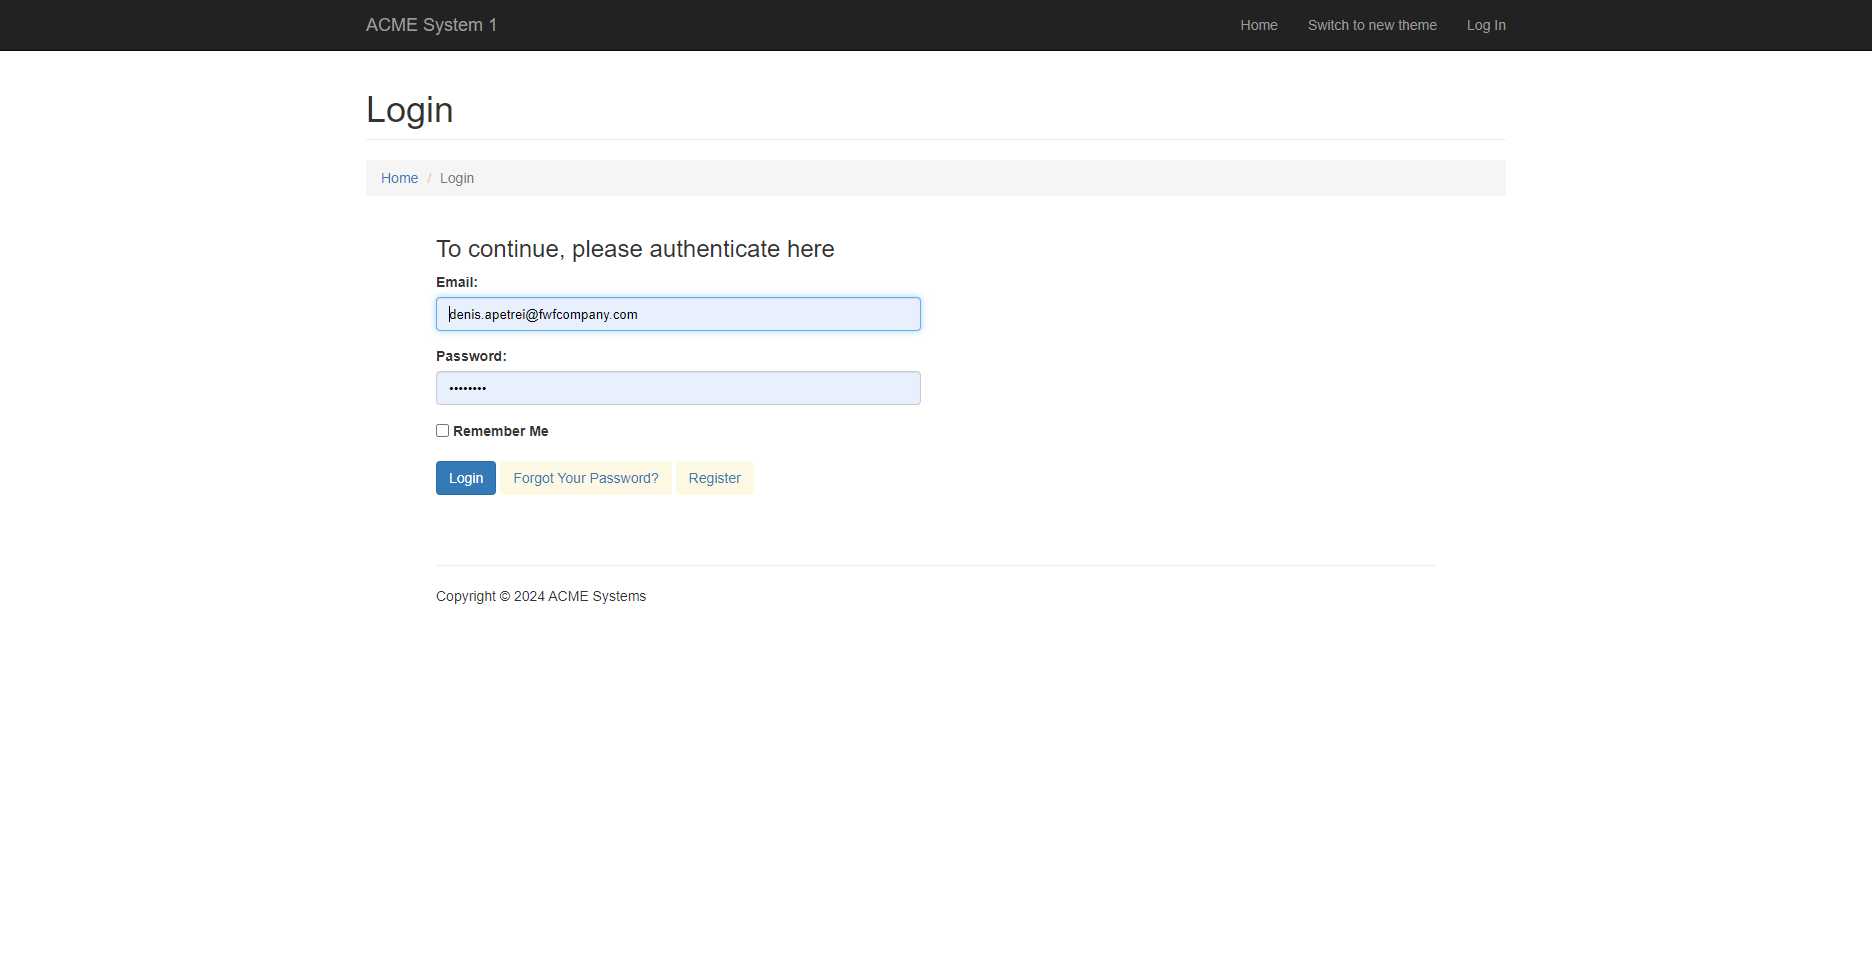 ACME System 1
Home Switch to new theme Log In
Login
Home / Login
To continue, please authenticate here
Email:
denis.apetrei@fwfcompany.com
Password:
••••••••
Remember Me
Login Forgot Your Password? Register
Copyright © 2024 ACME Systems